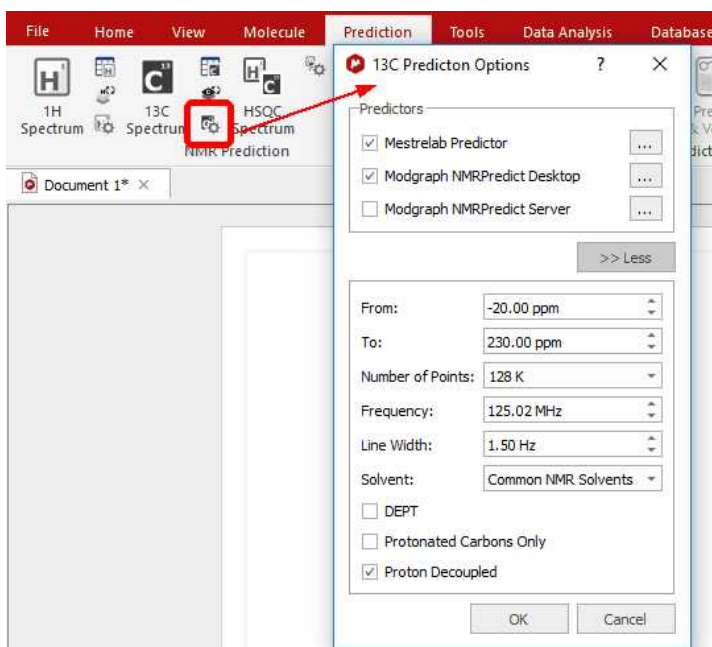 File Home View Molecule Prediction Tools Data Analysis Database
13C Predicton Options ? ×
H 1
C 13
H 1 C
1H Spectrum
13C Spectrum
HSQC Spectrum
NMR Prediction
Document 1* ×
Predictors
Mestrelab Predictor ...
Modgraph NMRPredict Desktop ...
Modgraph NMRPredict Server ...
>> Less
From: -20.00 ppm
To: 230.00 ppm
Number of Points: 128 K
Frequency: 125.02 MHz
Line Width: 1.50 Hz
Solvent: Common NMR Solvents
DEPT
Protonated Carbons Only
Proton Decoupled
OK Cancel